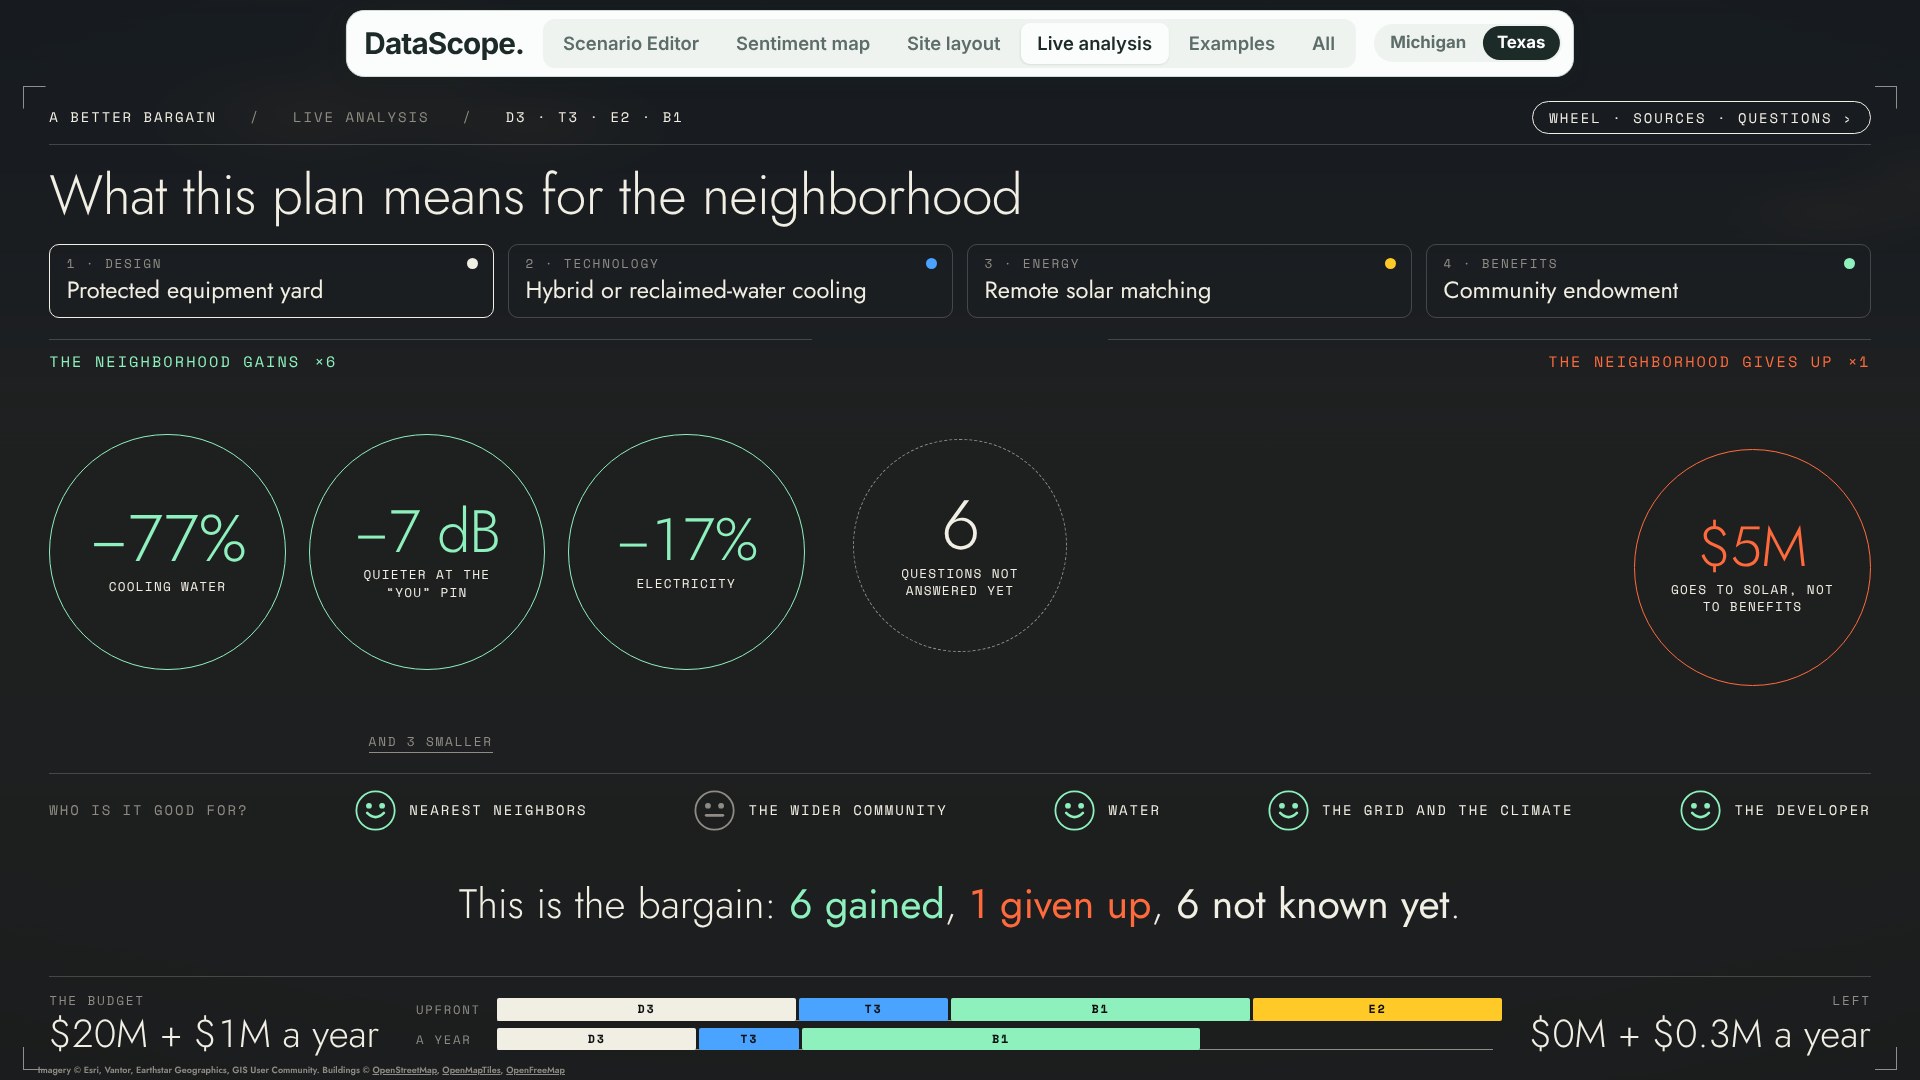 DataScope.
Scenario Editor
Sentiment map
Site layout
Live analysis
Examples
All
Michigan
Texas
A BETTER BARGAIN / LIVE ANALYSIS / D3 · T3 · E2 · B1
WHEEL · SOURCES · QUESTIONS ›
What this plan means for the neighborhood
1 · DESIGN
Protected equipment yard
2 · TECHNOLOGY
Hybrid or reclaimed-water cooling
3 · ENERGY
Remote solar matching
4 · BENEFITS
Community endowment
THE NEIGHBORHOOD GAINS ×6
THE NEIGHBORHOOD GIVES UP ×1
−77%
COOLING WATER
−7 dB
QUIETER AT THE
“YOU” PIN
−17%
ELECTRICITY
6
QUESTIONS NOT
ANSWERED YET
$5M
GOES TO SOLAR, NOT
TO BENEFITS
AND 3 SMALLER
WHO IS IT GOOD FOR?
NEAREST NEIGHBORS
THE WIDER COMMUNITY
WATER
THE GRID AND THE CLIMATE
THE DEVELOPER
This is the bargain: 6 gained, 1 given up, 6 not known yet.
THE BUDGET
$20M + $1M a year
UPFRONT
D3
T3
B1
E2
A YEAR
D3
T3
B1
LEFT
$0M + $0.3M a year
Imagery © Esri, Vantor, Earthstar Geographics, GIS User Community. Buildings © OpenStreetMap, OpenMapTiles, OpenFreeMap